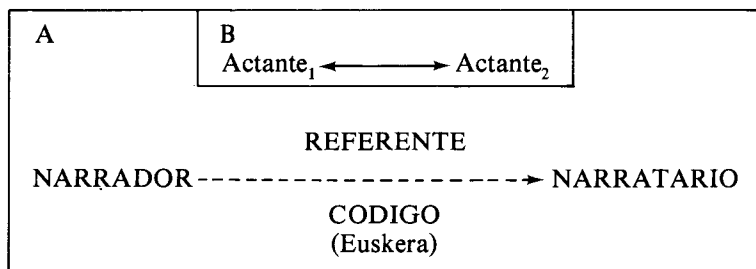 A B
Actante₁ Actante₂
REFERENTE
NARRADOR NARRATARIO
CODIGO
(Euskera)